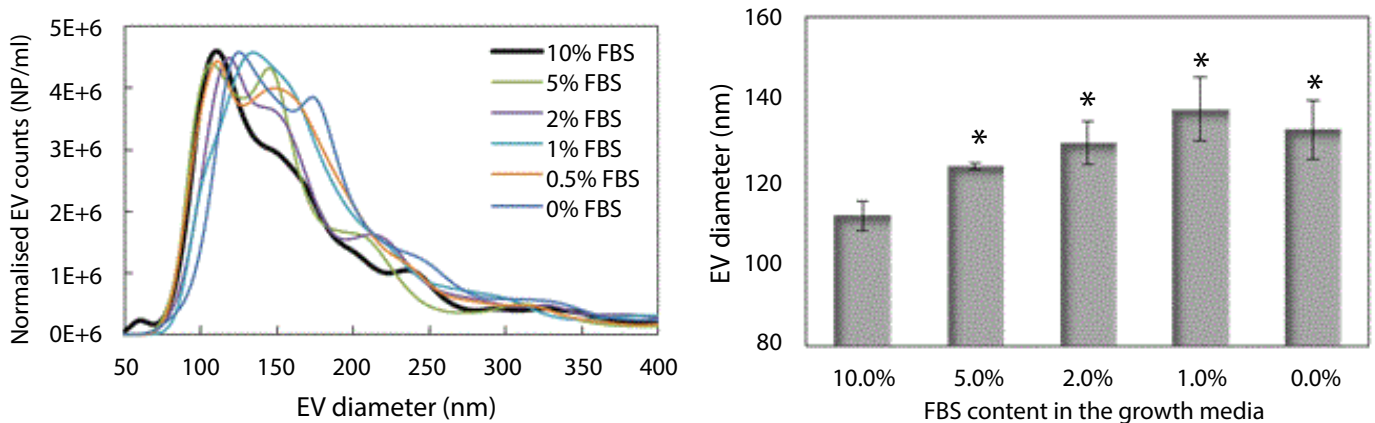 Normalised EV counts (NP/ml)
5E+6
4E+6
3E+6
2E+6
1E+6
0E+6
50 100 150 200 250 300 350 400
EV diameter (nm)
10% FBS
5% FBS
2% FBS
1% FBS
0.5% FBS
0% FBS
EV diameter (nm)
160
140
120
100
80
*
*
*
*
10.0% 5.0% 2.0% 1.0% 0.0%
FBS content in the growth media